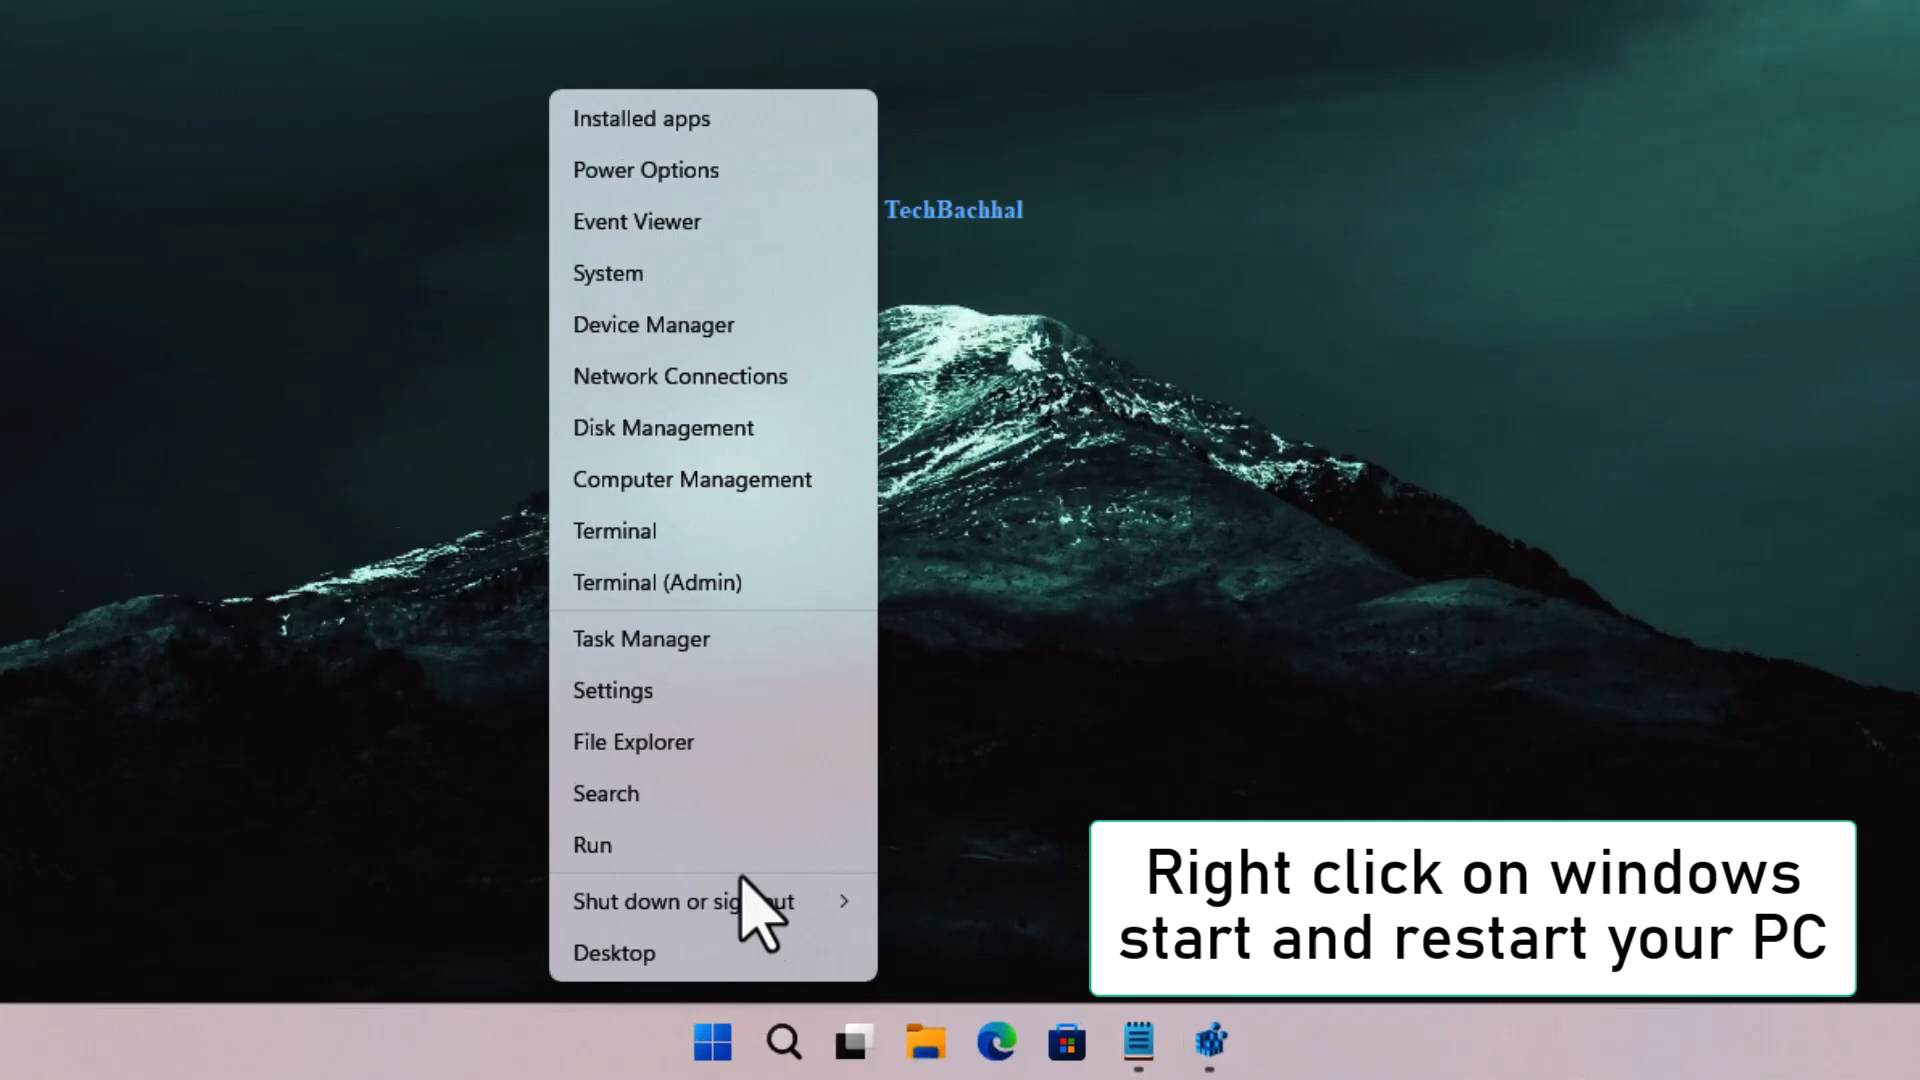 Installed apps
Power Options
TechBachhal
Event Viewer
System
Device Manager
Network Connections
Disk Management
Computer Management
Terminal
Terminal (Admin)
Task Manager
Settings
File Explorer
Search
Run
Shut down or sign out
Desktop
Right click on windows
start and restart your PC